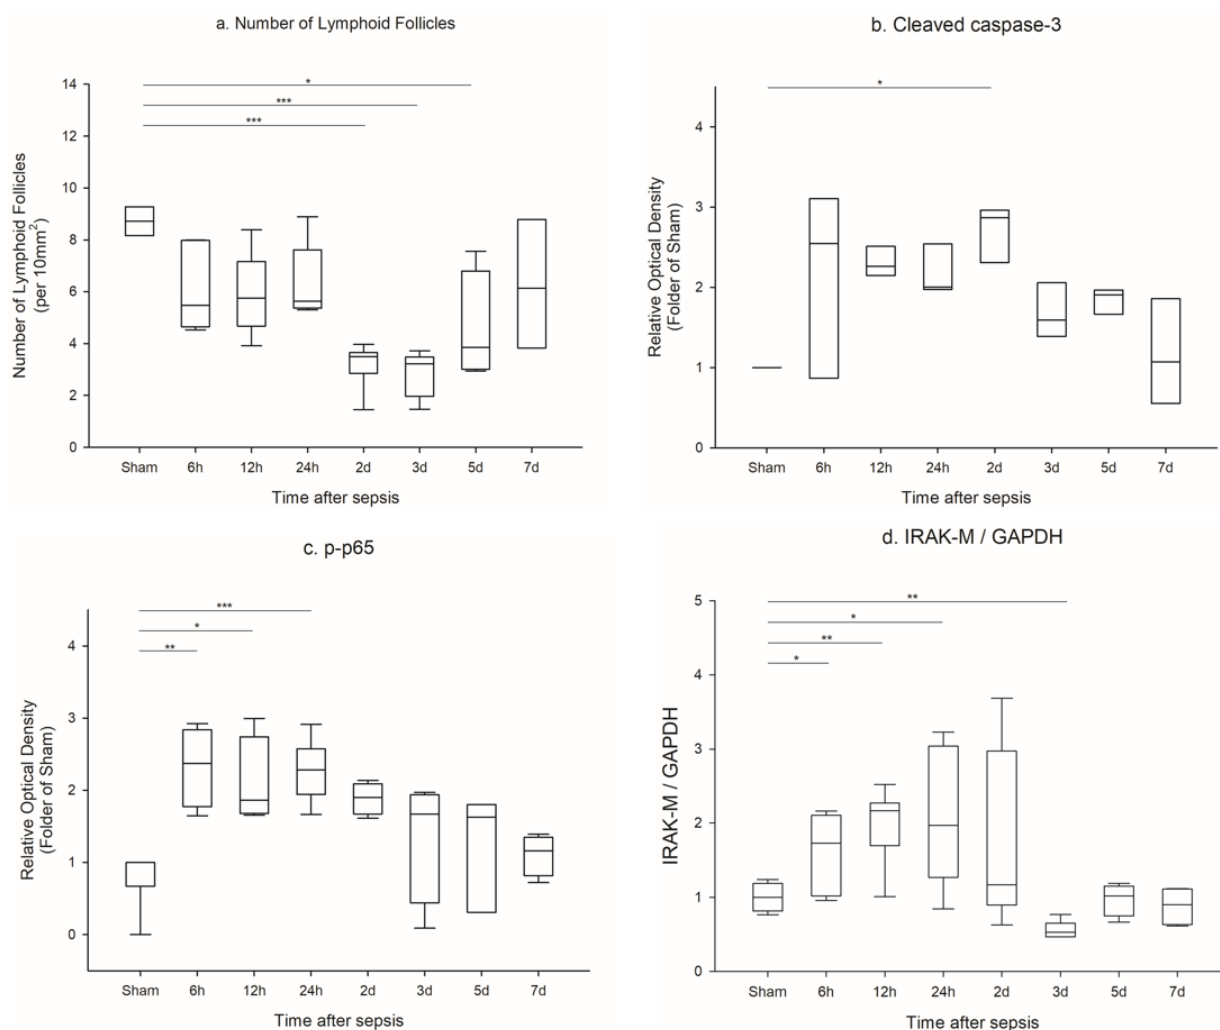 a. Number of Lymphoid Follicles
*
***
***
14
12
10
8
6
4
2
0
Number of Lymphoid Follicles
(per 10mm²)
Sham 6h 12h 24h 2d 3d 5d 7d
Time after sepsis
b. Cleaved caspase-3
*
4
3
2
1
0
Relative Optical Density
(Folder of Sham)
Sham 6h 12h 24h 2d 3d 5d 7d
Time after sepsis
c. p-p65
***
*
**
4
3
2
1
0
Relative Optical Density
(Folder of Sham)
Sham 6h 12h 24h 2d 3d 5d 7d
Time after sepsis
d. IRAK-M / GAPDH
**
*
**
*
5
4
3
2
1
0
IRAK-M / GAPDH
Sham 6h 12h 24h 2d 3d 5d 7d
Time after sepsis